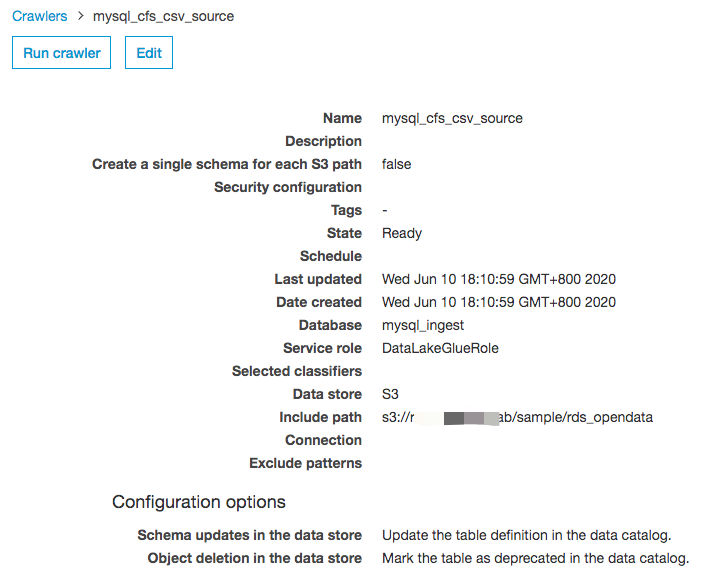 Crawlers > mysql_cfs_csv_source
Run crawler Edit
Name mysql_cfs_csv_source
Description
Create a single schema for each S3 path false
Security configuration
Tags -
State Ready
Schedule
Last updated Wed Jun 10 18:10:59 GMT+800 2020
Date created Wed Jun 10 18:10:59 GMT+800 2020
Database mysql_ingest
Service role DataLakeGlueRole
Selected classifiers
Data store S3
Include path s3://r ab/sample/rds_opendata
Connection
Exclude patterns
Configuration options
Schema updates in the data store Update the table definition in the data catalog.
Object deletion in the data store Mark the table as deprecated in the data catalog.